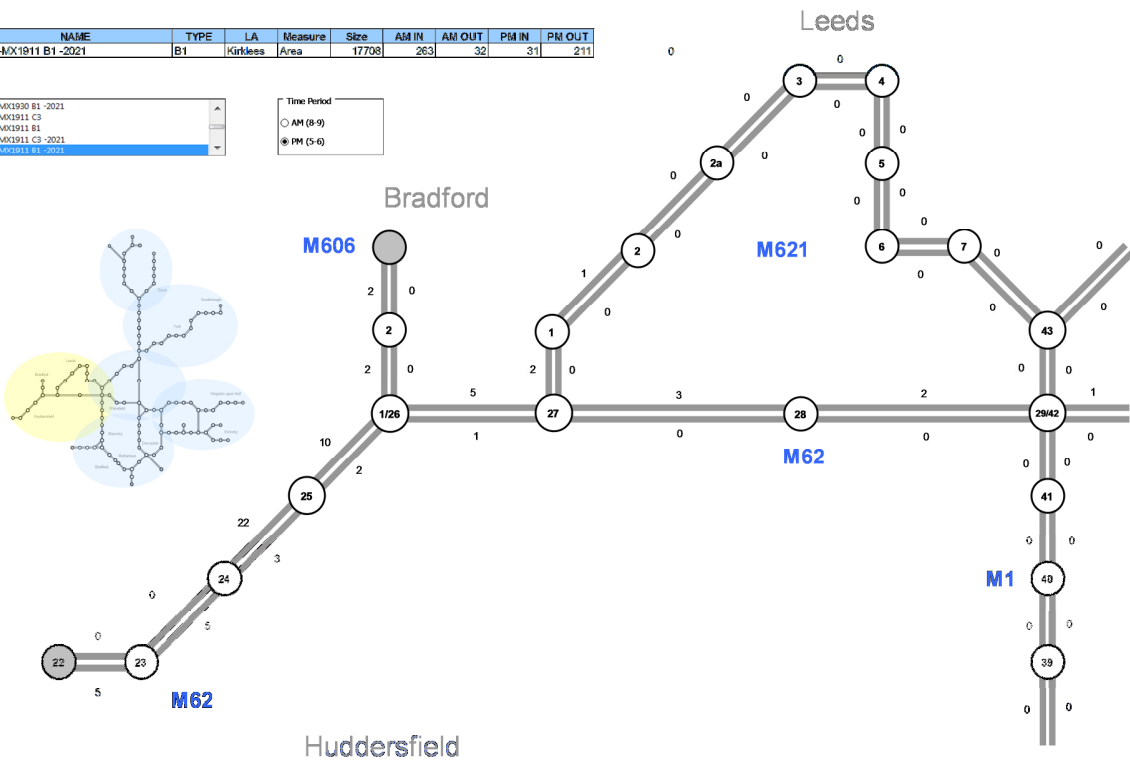 Leeds
NAME TYPE LA Measure Size AM IN AM OUT PM IN PM OUT
-MX1911 B1 -2021 B1 Kirklees Area 17708 263 32 31 211
0
0
3 4
MX1930 B1 -2021
MX1911 C3
MX1911 B1
MX1911 C3 -2021
MX1911 B1 -2021
Time Period
AM (8-9)
PM (5-6)
0 0
0 0
2a 0 5
0 0
Bradford
0 0
M606
2 M621 6 7
0 0
0 0
1 0
2 0
0 0
2 1 43
2 0 2 0 0 0
5 3 2 1
1/26 27 28 29/42
1 0 0 0
M62
10 2
0 0
25 41
22 3
0 0
24 M1 40
0 5
0 0
0
22 23 39
5
M62
0 0
Huddersfield